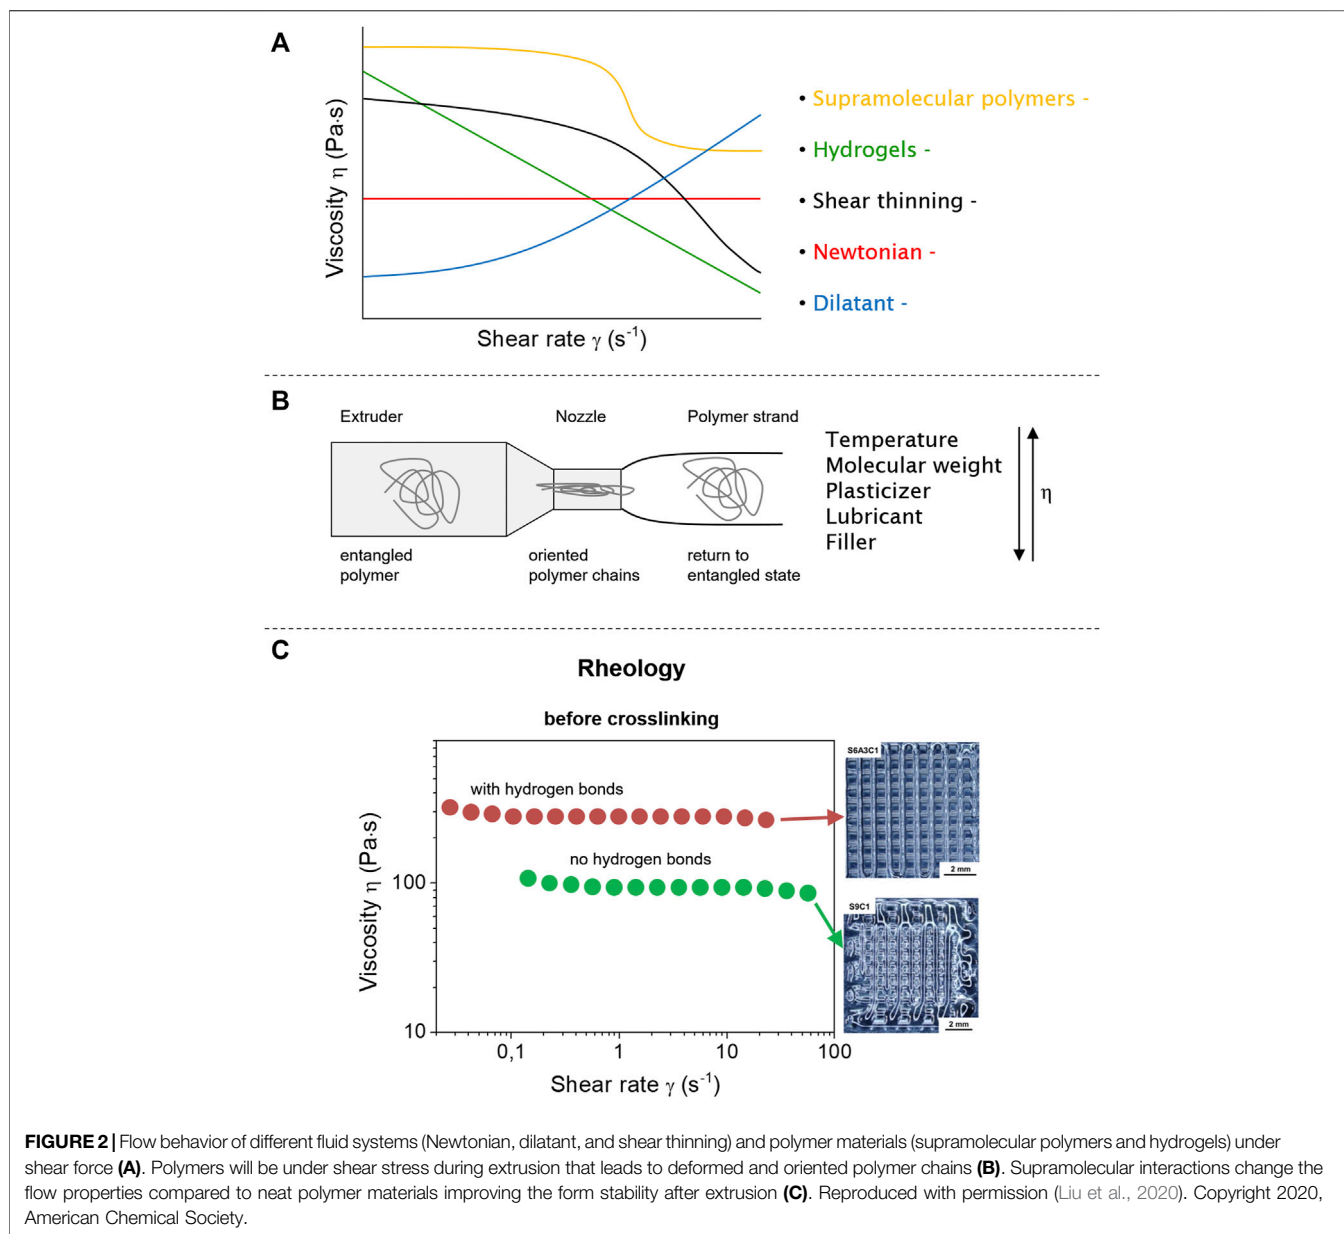 A
Viscosity η (Pa·s)
Shear rate γ (s-1)
• Supramolecular polymers -
• Hydrogels -
• Shear thinning -
• Newtonian -
• Dilatant -
B
Extruder
Nozzle
Polymer strand
entangled
polymer
oriented
polymer chains
return to
entangled state
Temperature
Molecular weight
Plasticizer
Lubricant
Filler
η
C
Rheology
before crosslinking
with hydrogen bonds
no hydrogen bonds
Viscosity η (Pa·s)
100
10
0,1
1
10
100
Shear rate γ (s-1)
S6A3C1
2 mm
S9C1
2 mm
FIGURE 2 | Flow behavior of different fluid systems (Newtonian, dilatant, and shear thinning) and polymer materials (supramolecular polymers and hydrogels) under
shear force (A). Polymers will be under shear stress during extrusion that leads to deformed and oriented polymer chains (B). Supramolecular interactions change the
flow properties compared to neat polymer materials improving the form stability after extrusion (C). Reproduced with permission (Liu et al., 2020). Copyright 2020,
American Chemical Society.